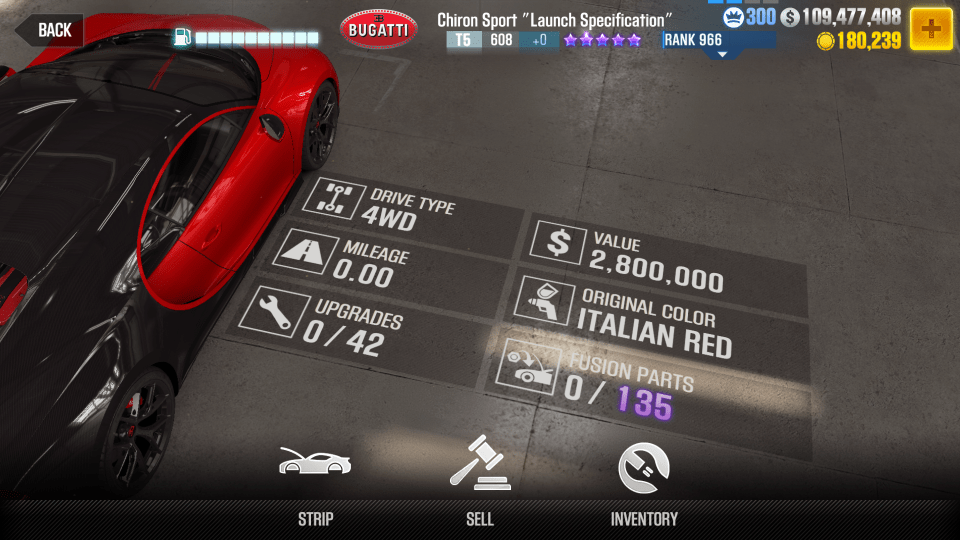 BACK
BUGATTI
Chiron Sport "Launch Specification"
T5 608 +0
RANK 966
300 $ 109,477,408
180,239
+
DRIVE TYPE
4WD
MILEAGE
0.00
UPGRADES
0 / 42
$ VALUE
2,800,000
ORIGINAL COLOR
ITALIAN RED
FUSION PARTS
0 / 135
STRIP
SELL
INVENTORY